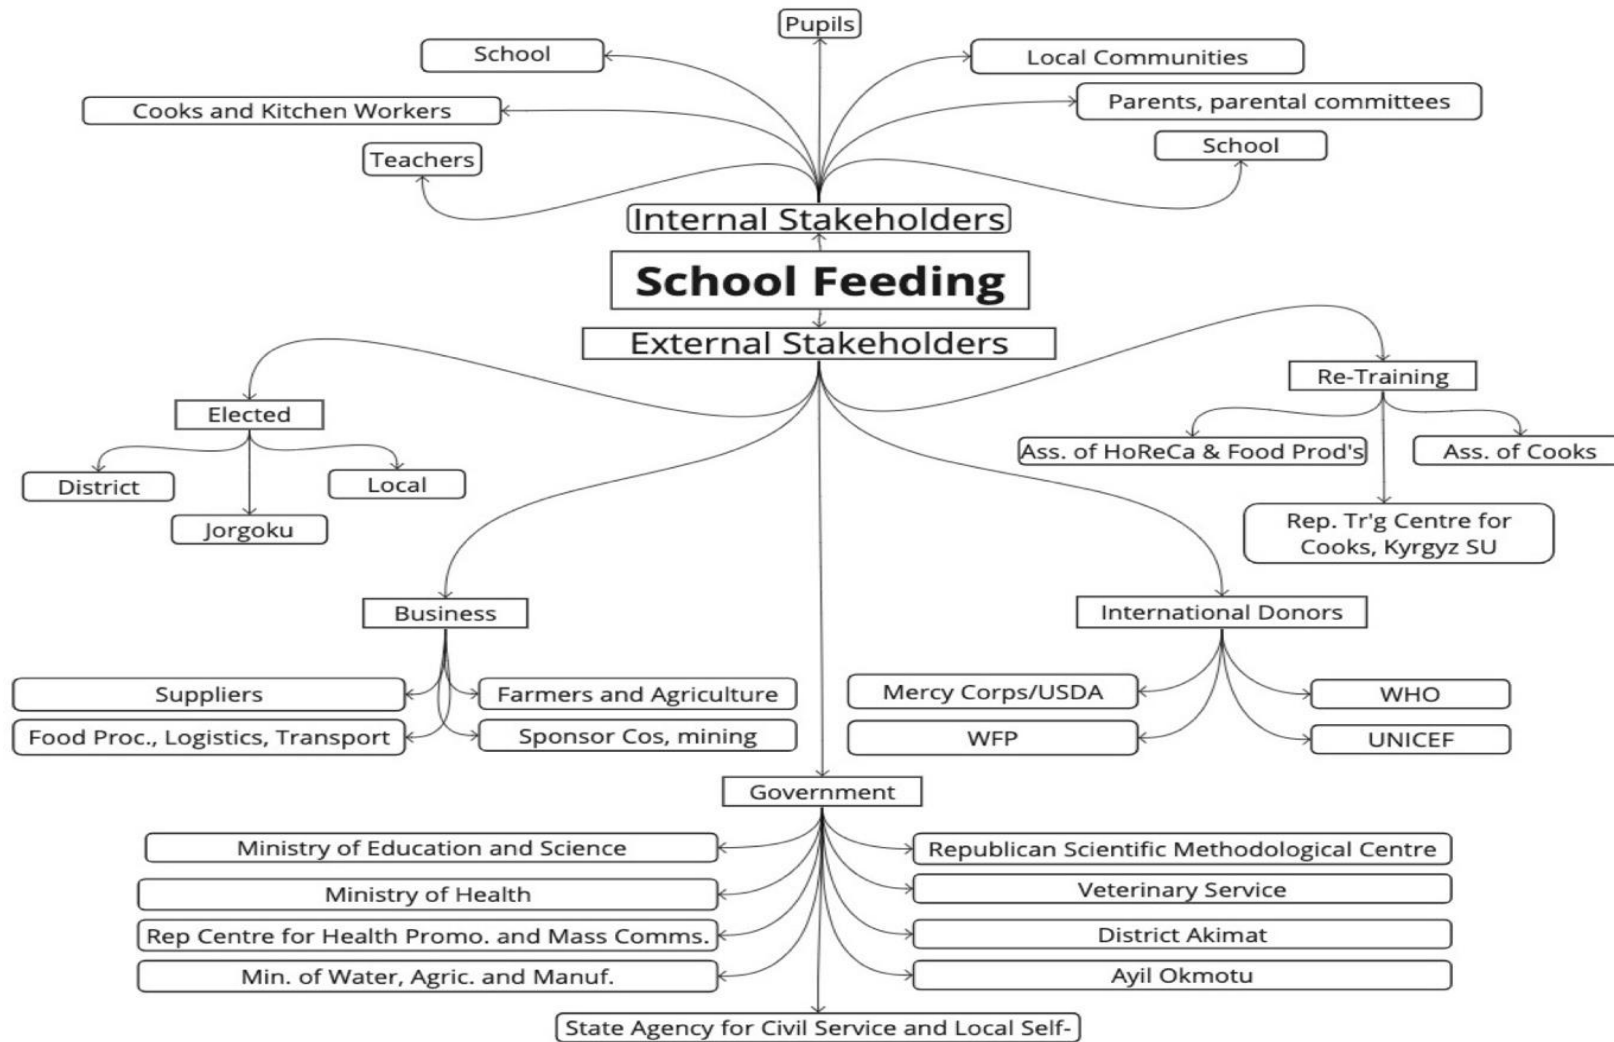 Pupils
School
Local Communities
Cooks and Kitchen Workers
Parents, parental committees
Teachers
School
Internal Stakeholders
School Feeding
External Stakeholders
Re-Training
Elected
Ass. of HoReCa & Food Prod's
Ass. of Cooks
District
Local
Jorgoku
Rep. Tr'g Centre for
Cooks, Kyrgyz SU
Business
International Donors
Suppliers
Farmers and Agriculture
Mercy Corps/USDA
WHO
Food Proc., Logistics, Transport
Sponsor Cos, mining
WFP
UNICEF
Government
Ministry of Education and Science
Republican Scientific Methodological Centre
Ministry of Health
Veterinary Service
Rep Centre for Health Promo. and Mass Comms.
District Akimat
Min. of Water, Agric. and Manuf.
Ayil Okmotu
State Agency for Civil Service and Local Self-